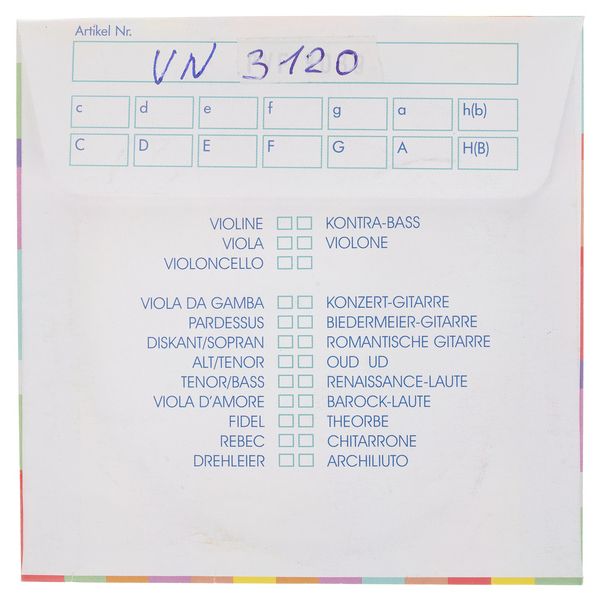 Artikel Nr.
VN 3120
c d e f g a h(b)
C D E F G A H(B)
VIOLINE KONTRA-BASS
VIOLA VIOLONE
VIOLONCELLO
VIOLA DA GAMBA KONZERT-GITARRE
PARDESSUS BIEDERMEIER-GITARRE
DISKANT/SOPRAN ROMANTISCHE GITARRE
ALT/TENOR OUD UD
TENOR/BASS RENAISSANCE-LAUTE
VIOLA D'AMORE BAROCK-LAUTE
FIDEL THEORBE
REBEC CHITARRONE
DREHLEIER ARCHILIUTO